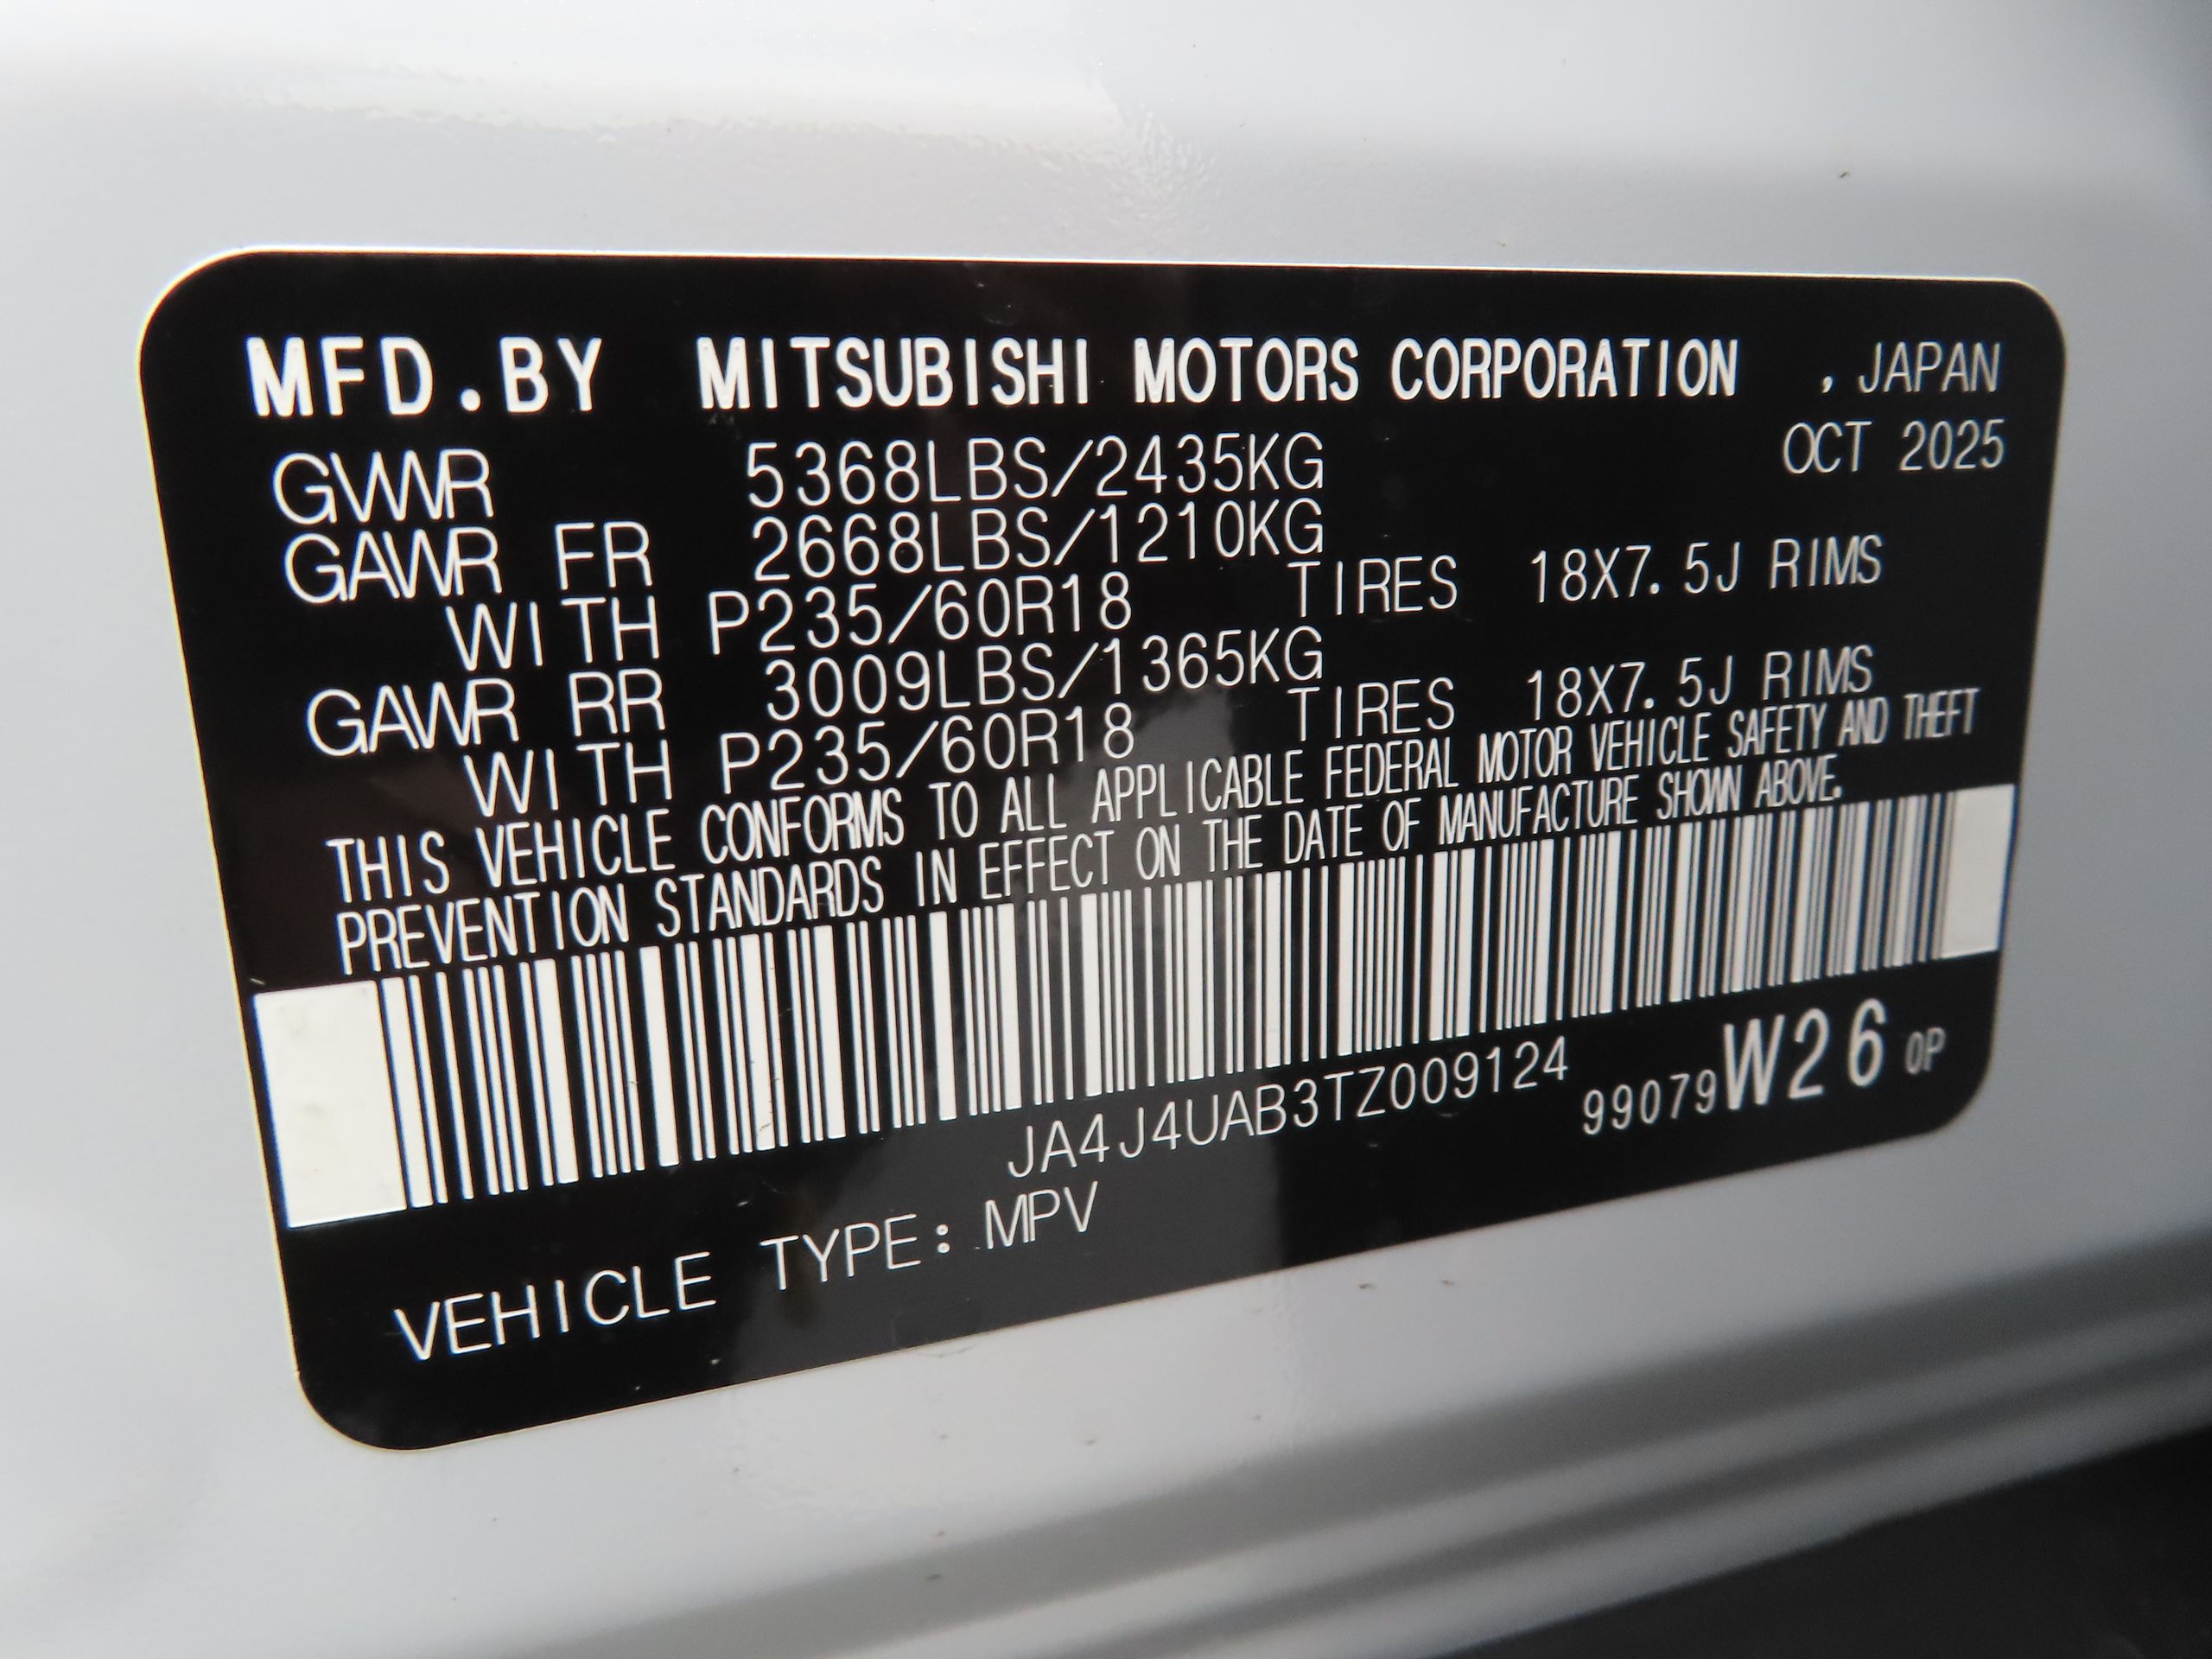 MFD.BY MITSUBISHI MOTORS CORPORATION , JAPAN
OCT 2025
GVWR 5368LBS/2435KG
GAWR FR 2668LBS/1210KG
WITH P235/60R18 TIRES 18X7.5J RIMS
GAWR RR 3009LBS/1365KG
WITH P235/60R18 TIRES 18X7.5J RIMS
THIS VEHICLE CONFORMS TO ALL APPLICABLE FEDERAL MOTOR VEHICLE SAFETY AND THEFT
PREVENTION STANDARDS IN EFFECT ON THE DATE OF MANUFACTURE SHOWN ABOVE.
JA4J4UAB3TZ009124
99079W26 0P
VEHICLE TYPE: MPV